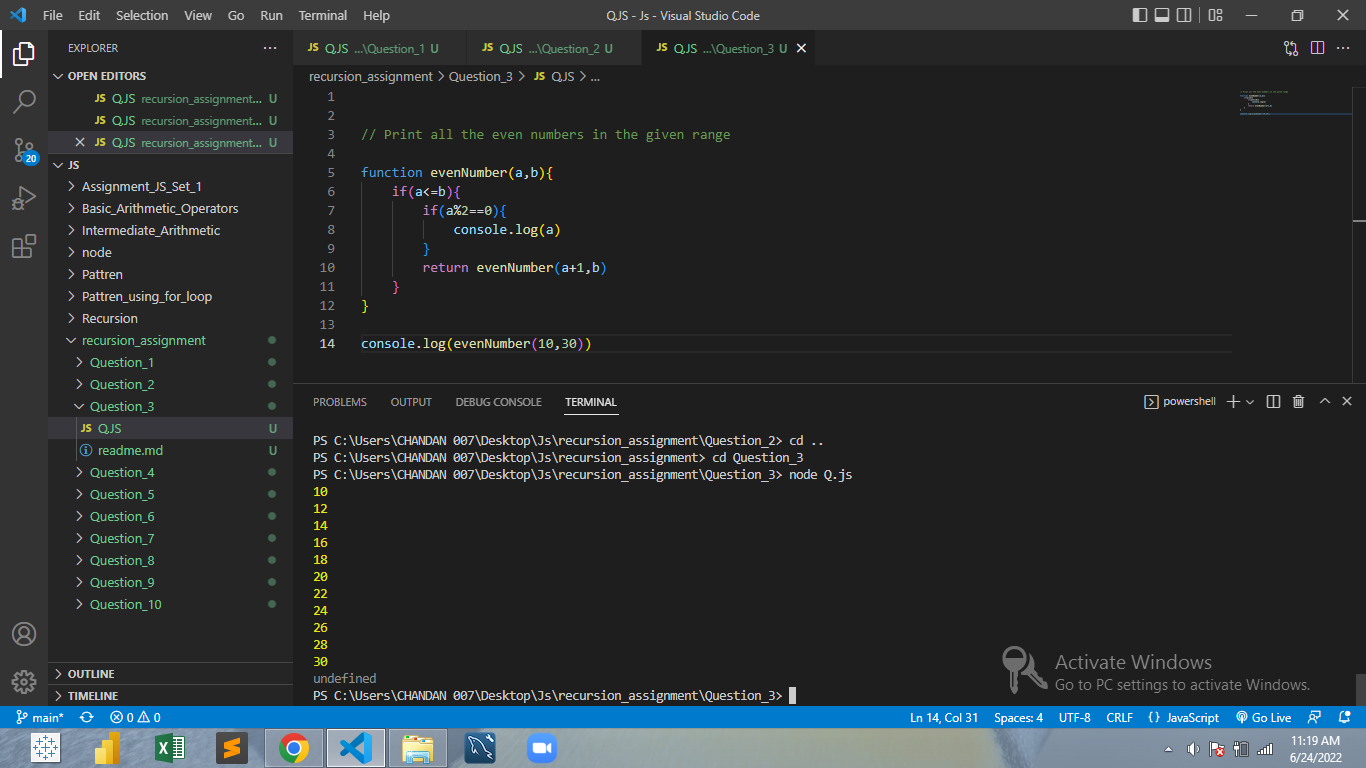 File Edit Selection View Go Run Terminal Help
Q.JS - Js - Visual Studio Code
EXPLORER
OPEN EDITORS
JS Q.JS recursion_assignment... U
JS Q.JS recursion_assignment... U
JS Q.JS recursion_assignment... U
20
JS
Assignment_JS_Set_1
Basic_Arithmetic_Operators
Intermediate_Arithmetic
node
Pattren
Pattren_using_for_loop
Recursion
recursion_assignment
Question_1
Question_2
Question_3
JS Q.JS U
readme.md U
Question_4
Question_5
Question_6
Question_7
Question_8
Question_9
Question_10
OUTLINE
TIMELINE
JS Q.JS ...\Question_1 U JS Q.JS ...\Question_2 U JS Q.JS ...\Question_3 U
recursion_assignment > Question_3 > JS Q.JS > ...
1
2
3 // Print all the even numbers in the given range
4
5 function evenNumber(a,b){
6 if(a<=b){
7 if(a%2==0){
8 console.log(a)
9 }
10 return evenNumber(a+1,b)
11 }
12 }
13
14 console.log(evenNumber(10,30))
PROBLEMS OUTPUT DEBUG CONSOLE TERMINAL
powershell
PS C:\Users\CHANDAN 007\Desktop\Js\recursion_assignment\Question_2> cd ..
PS C:\Users\CHANDAN 007\Desktop\Js\recursion_assignment> cd Question_3
PS C:\Users\CHANDAN 007\Desktop\Js\recursion_assignment\Question_3> node Q.js
10
12
14
16
18
20
22
24
26
28
30
undefined
PS C:\Users\CHANDAN 007\Desktop\Js\recursion_assignment\Question_3>
Activate Windows
Go to PC settings to activate Windows.
main* 0 0
Ln 14, Col 31 Spaces: 4 UTF-8 CRLF {} JavaScript Go Live
11:19 AM
6/24/2022